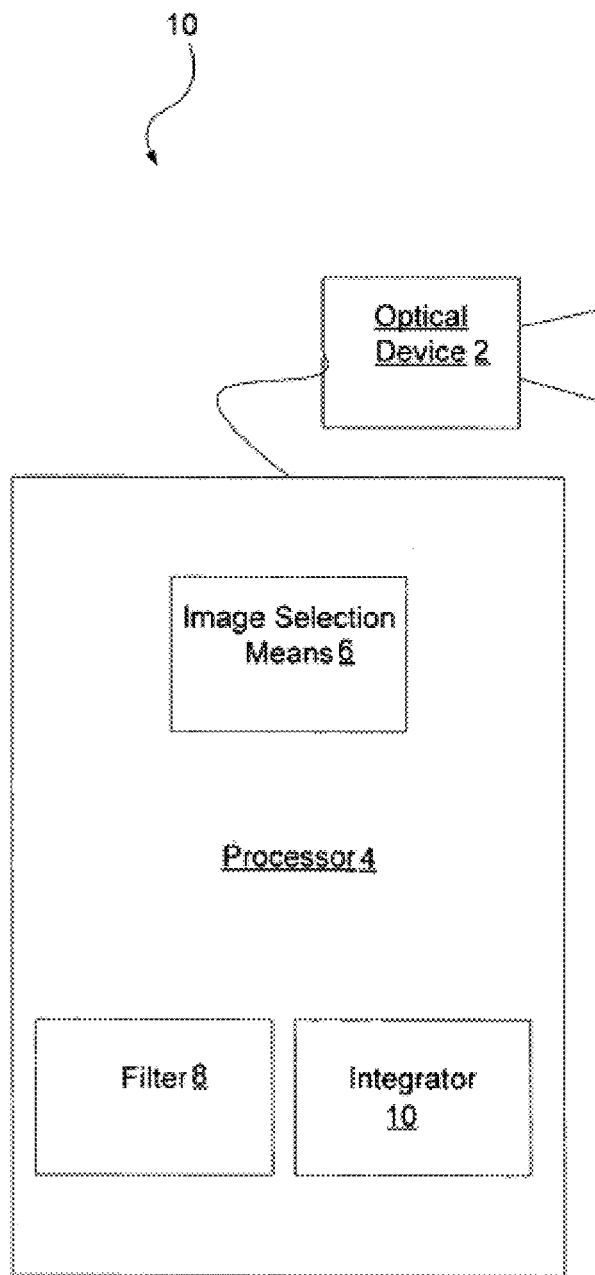 10
Optical
Device 2
Image Selection
Means 6
Processor 4
Filter 8
Integrator
10